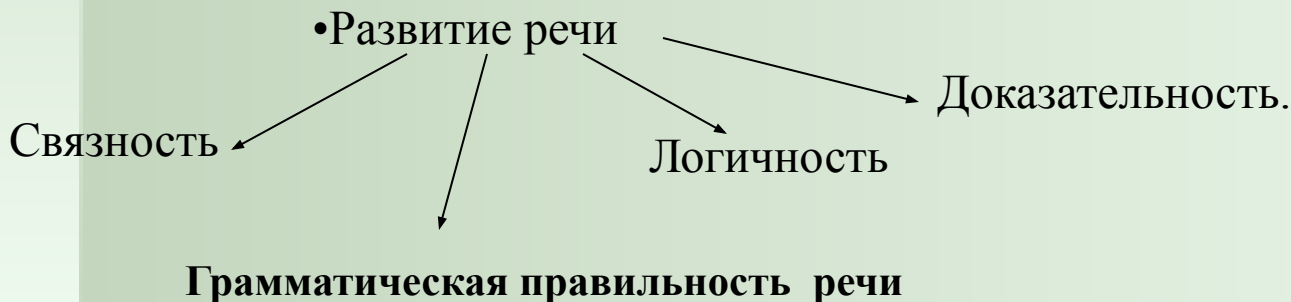 •Развитие речи
Доказательность.
Связность
Логичность
Грамматическая правильность речи